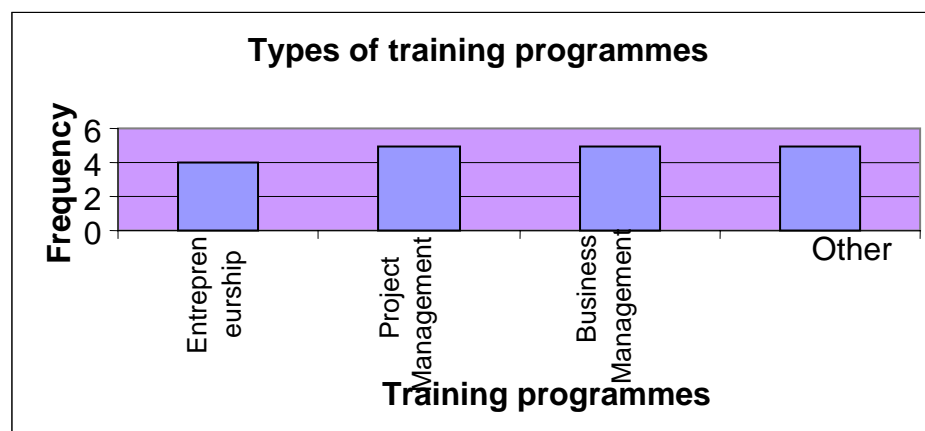 Types of training programmes
Frequency
6
4
2
0
Entrepren
eurship
Project
Management
Business
Management
Other
Training programmes